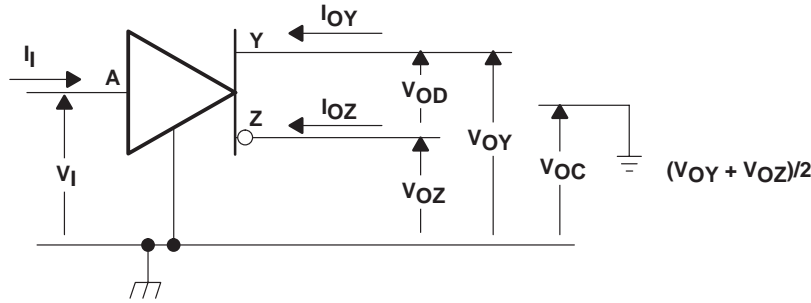 I_OY
I_I
A
Y
V_OD
I_OZ
Z
V_OY
V_I
V_OZ
V_OC
(V_OY + V_OZ)/2